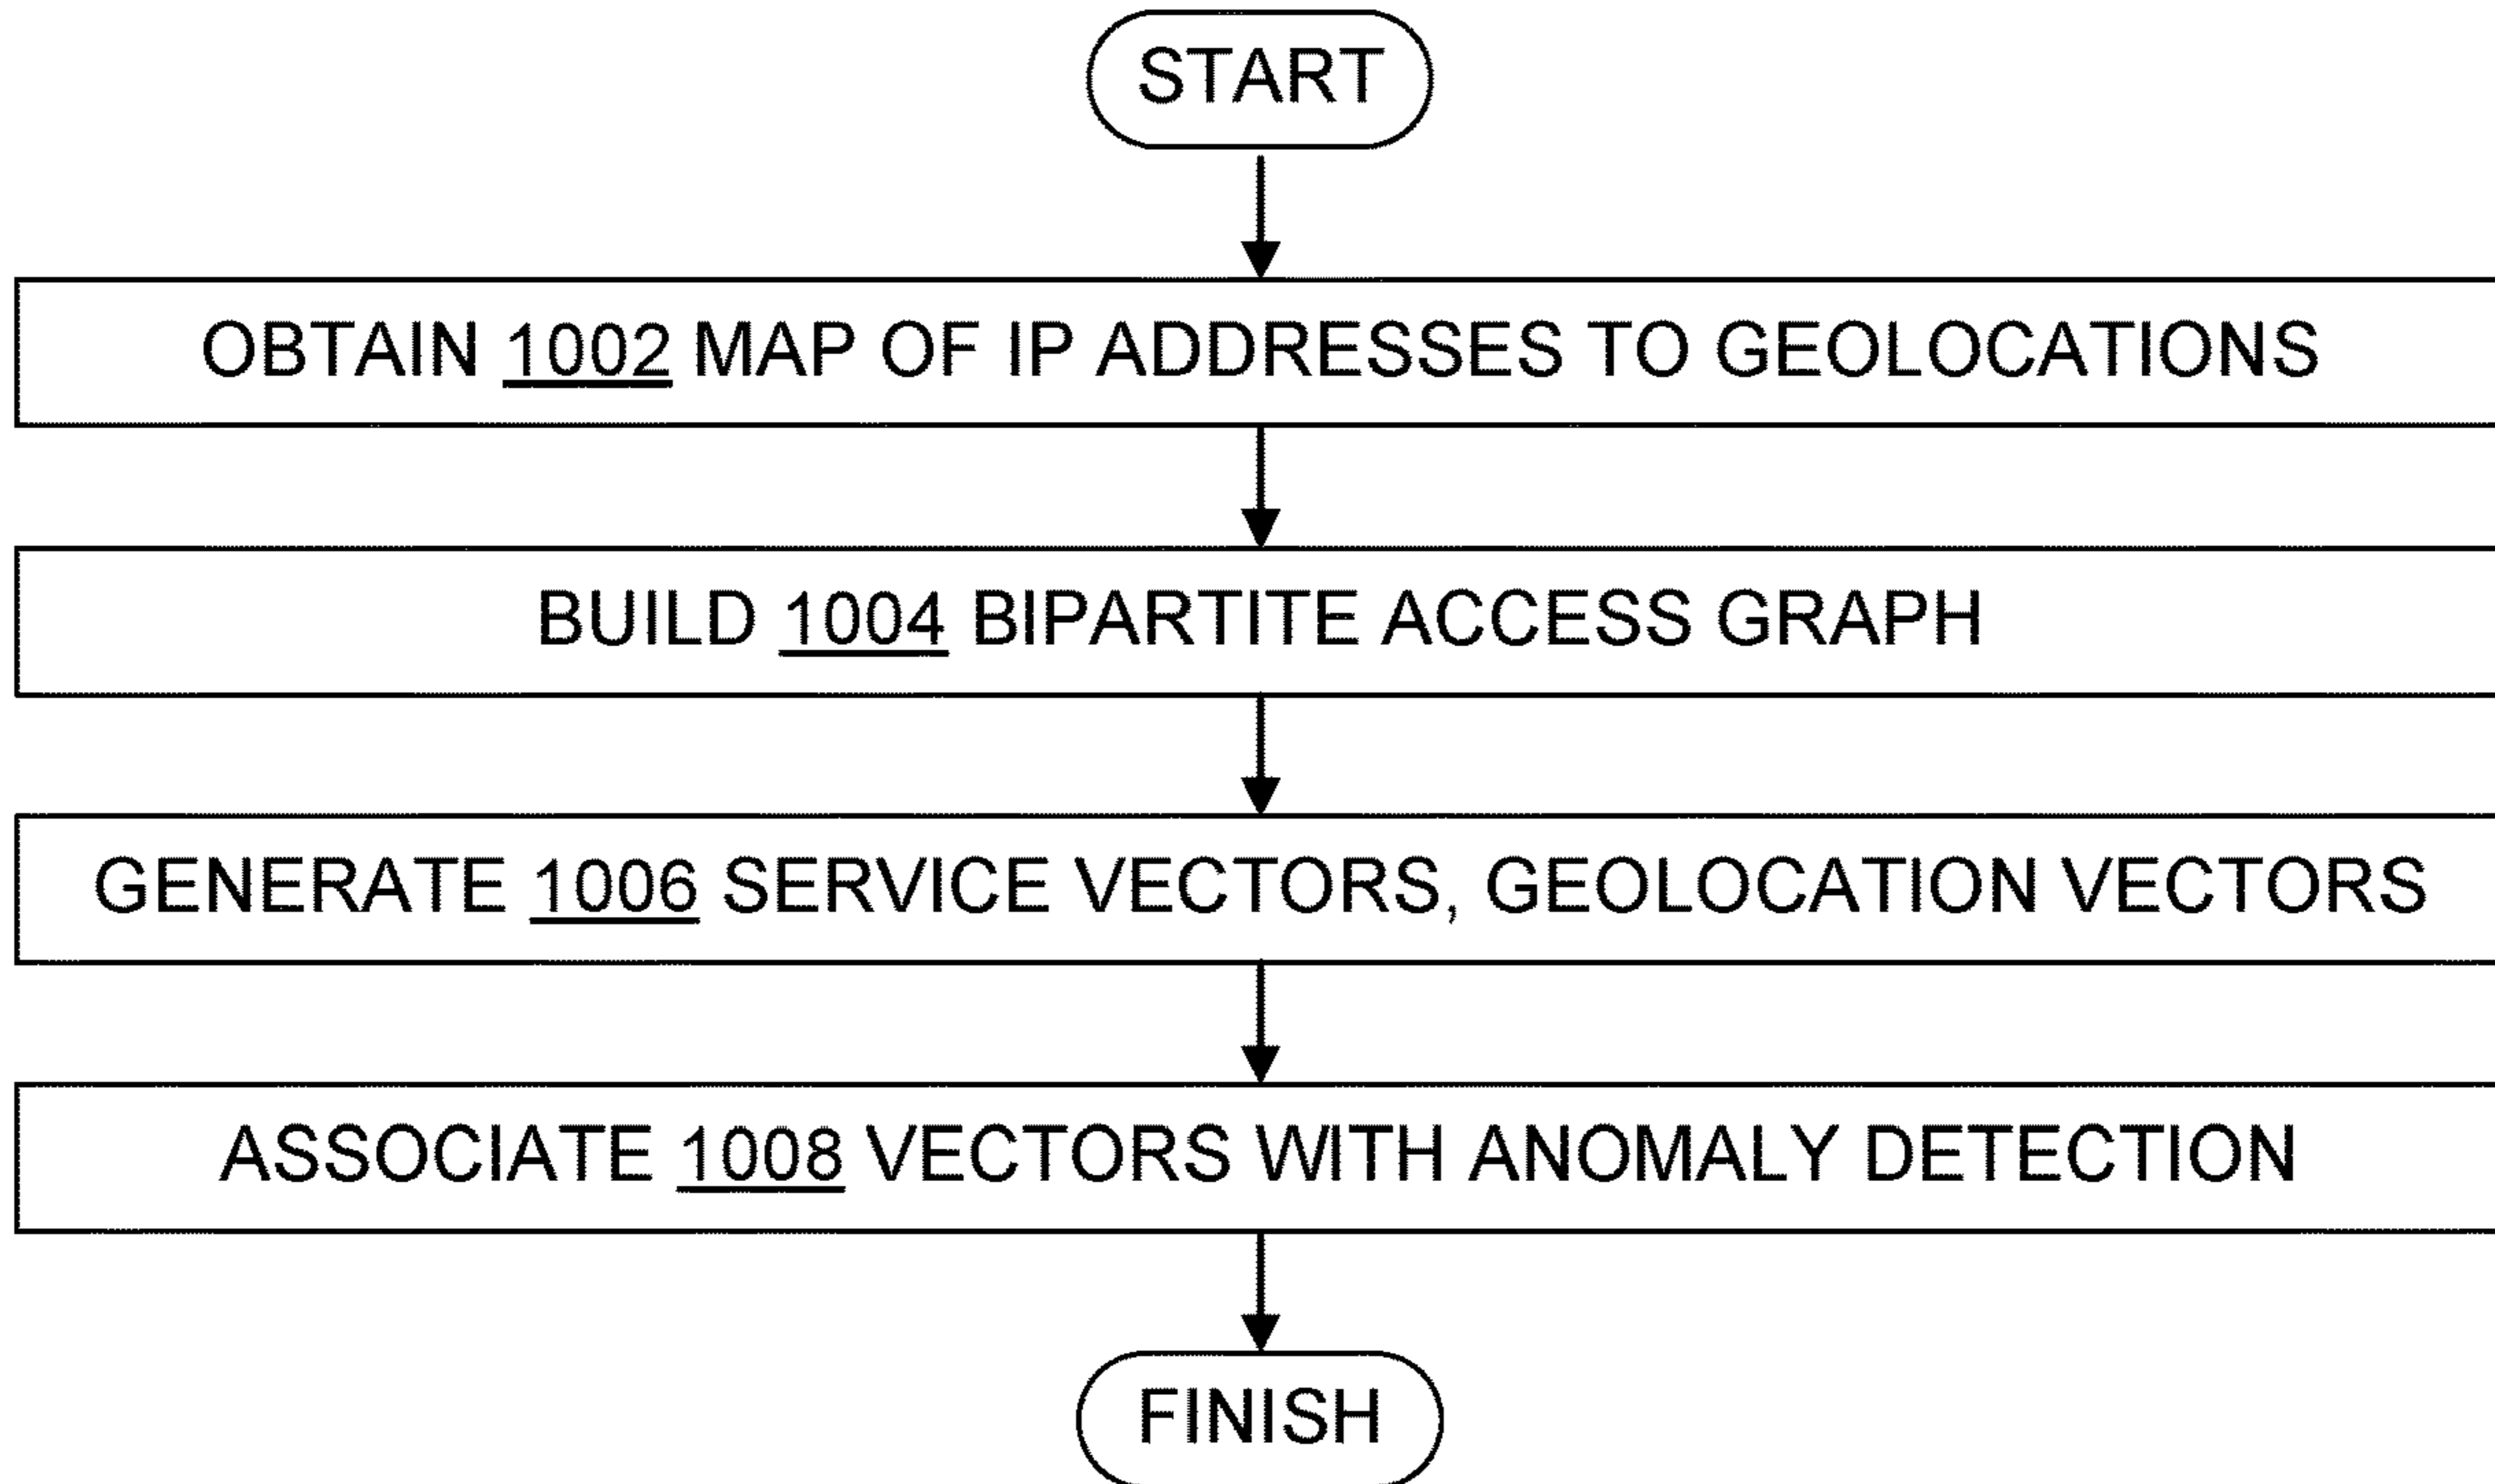 START
OBTAIN 1002 MAP OF IP ADDRESSES TO GEOLOCATIONS
BUILD 1004 BIPARTITE ACCESS GRAPH
GENERATE 1006 SERVICE VECTORS, GEOLOCATION VECTORS
ASSOCIATE 1008 VECTORS WITH ANOMALY DETECTION
FINISH